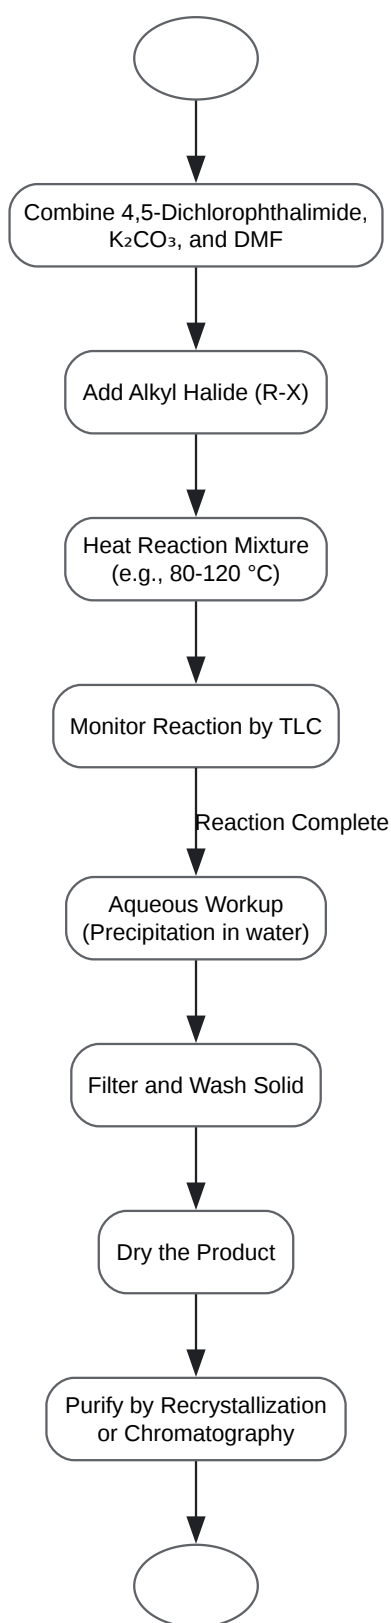 Combine 4,5-Dichlorophthalimide,
K₂CO₃, and DMF
Add Alkyl Halide (R-X)
Heat Reaction Mixture
(e.g., 80-120 °C)
Monitor Reaction by TLC
Reaction Complete
Aqueous Workup
(Precipitation in water)
Filter and Wash Solid
Dry the Product
Purify by Recrystallization
or Chromatography